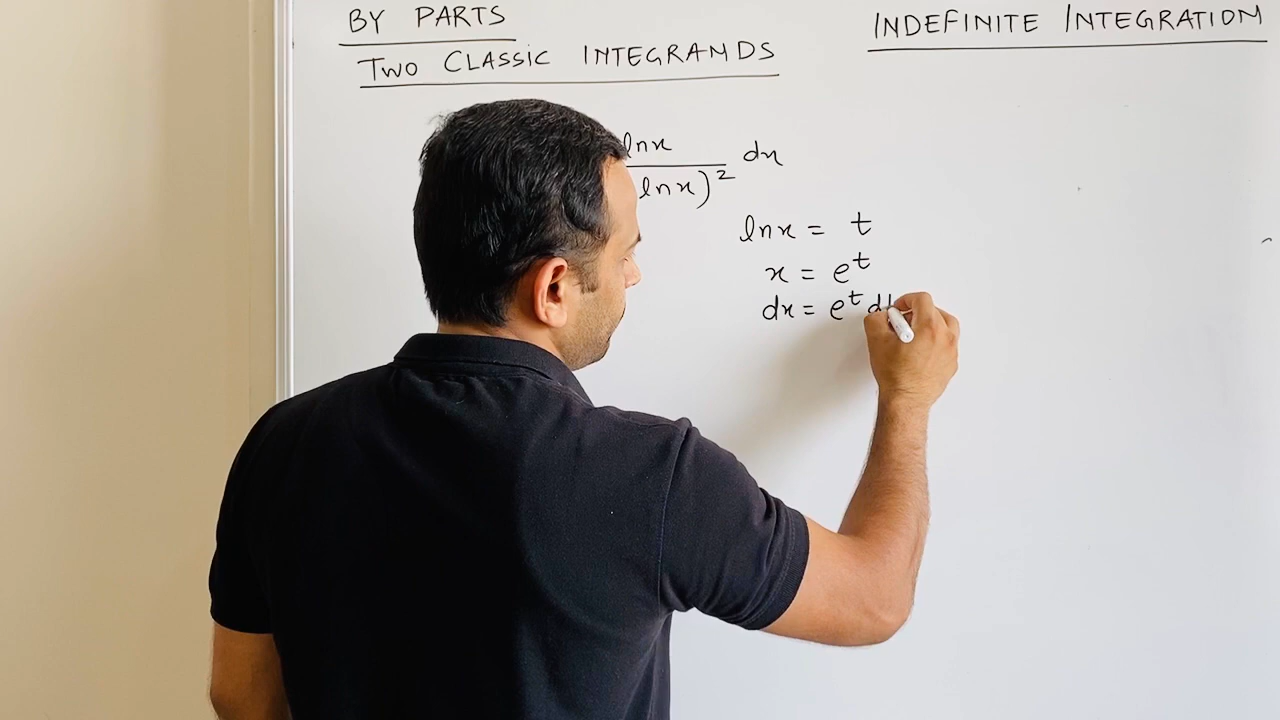 BY PARTS
INDEFINITE INTEGRATION
TWO CLASSIC INTEGRANDS
lnx dx
lnx)²
lnx = t
x = e^t
dx = e^t